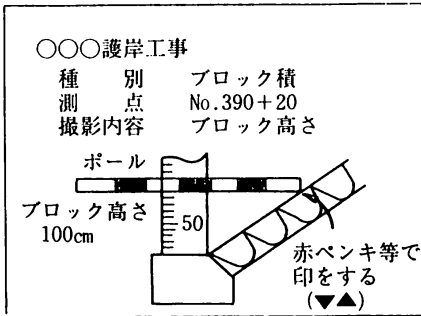 ○○○護岸工事
種別 ブロック積
測点 No.390+20
撮影内容 ブロック高さ
ポール
ブロック高さ
100cm
50
赤ペンキ等で
印をする
(▼▲)